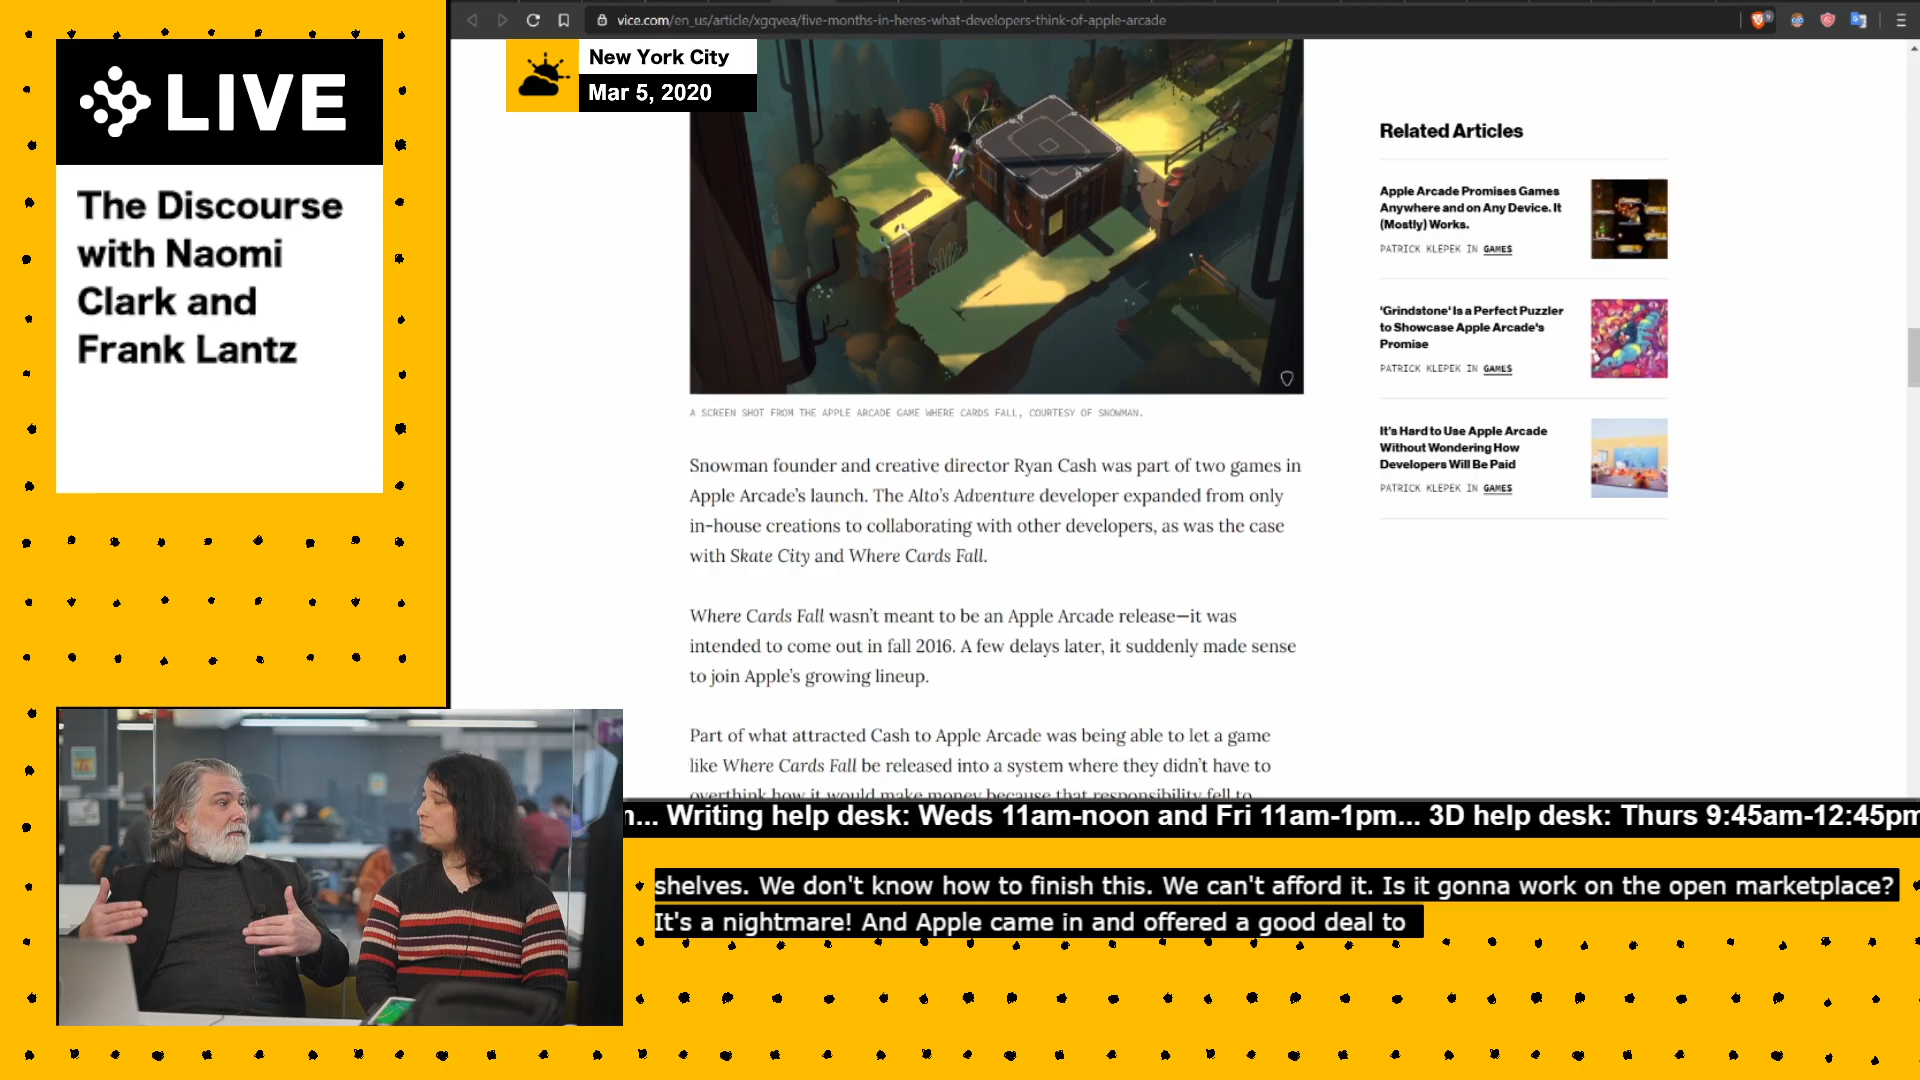 vice.com/en_us/article/xgqvea/five-months-in-heres-what-developers-think-of-apple-arcade
LIVE
The Discourse
with Naomi
Clark and
Frank Lantz
New York City
Mar 5, 2020
A SCREEN SHOT FROM THE APPLE ARCADE GAME WHERE CARDS FALL, COURTESY OF SNOWMAN.
Snowman founder and creative director Ryan Cash was part of two games in
Apple Arcade’s launch. The Alto’s Adventure developer expanded from only
in-house creations to collaborating with other developers, as was the case
with Skate City and Where Cards Fall.
Where Cards Fall wasn’t meant to be an Apple Arcade release—it was
intended to come out in fall 2016. A few delays later, it suddenly made sense
to join Apple’s growing lineup.
Part of what attracted Cash to Apple Arcade was being able to let a game
like Where Cards Fall be released into a system where they didn’t have to
overthink how it would make money because that responsibility fell to
Related Articles
Apple Arcade Promises Games
Anywhere and on Any Device. It
(Mostly) Works.
PATRICK KLEPEK IN GAMES
'Grindstone' Is a Perfect Puzzler
to Showcase Apple Arcade's
Promise
PATRICK KLEPEK IN GAMES
It's Hard to Use Apple Arcade
Without Wondering How
Developers Will Be Paid
PATRICK KLEPEK IN GAMES
... Writing help desk: Weds 11am-noon and Fri 11am-1pm... 3D help desk: Thurs 9:45am-12:45pm
shelves. We don't know how to finish this. We can't afford it. Is it gonna work on the open marketplace?
It's a nightmare! And Apple came in and offered a good deal to